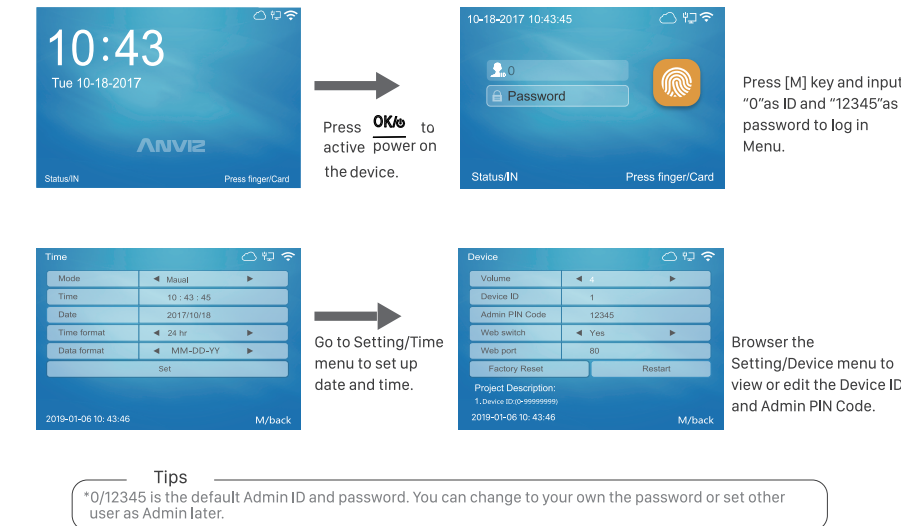 10:43
Tue 10-18-2017
ANVIZ
Status/IN Press finger/Card
Press OK/ to
active power on
the device.
10-18-2017 10:43:45
ID 0
Password
Status/IN Press finger/Card
Press [M] key and input
“0”as ID and “12345”as
password to log in
Menu.
Time
Mode ◀ Maual ▶
Time 10 : 43 : 45
Date 2017/10/18
Time format ◀ 24 hr ▶
Data format ◀ MM-DD-YY ▶
Set
2019-01-06 10: 43:46 M/back
Go to Setting/Time
menu to set up
date and time.
Device
Volume ◀ 4 ▶
Device ID 1
Admin PIN Code 12345
Web switch ◀ Yes ▶
Web port 80
Factory Reset Restart
Project Description:
1.Device ID:(0-99999999)
2019-01-06 10: 43:46 M/back
Browser the
Setting/Device menu to
view or edit the Device ID
and Admin PIN Code.
Tips
*0/12345 is the default Admin ID and password. You can change to your own the password or set other
user as Admin later.